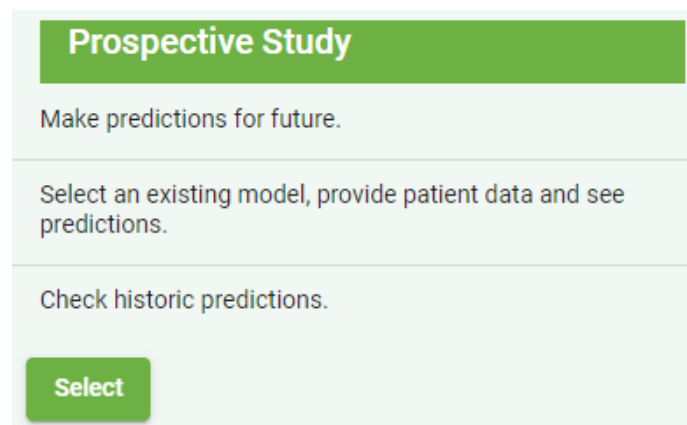 Prospective Study
Make predictions for future.
Select an existing model, provide patient data and see
predictions.
Check historic predictions.
Select